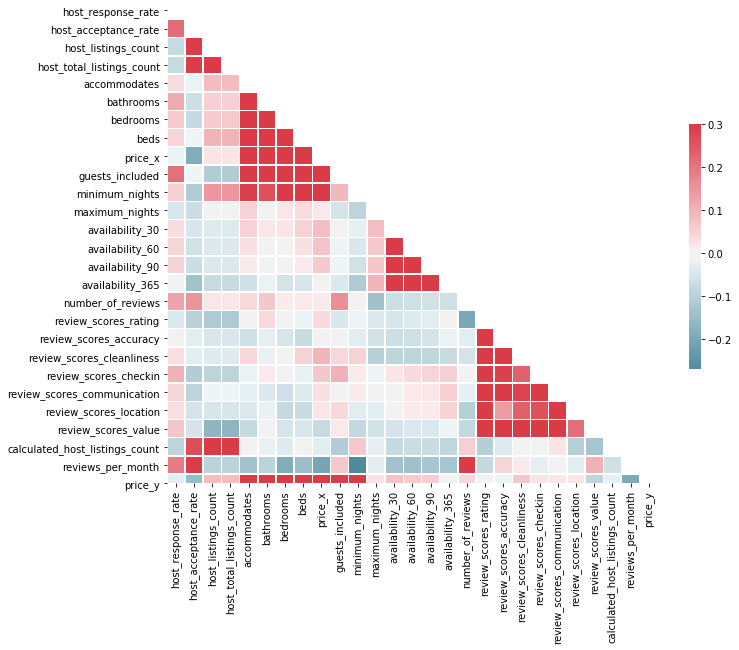 host_response_rate
host_acceptance_rate
host_listings_count
host_total_listings_count
accommodates
bathrooms
bedrooms
beds
price_x
guests_included
minimum_nights
maximum_nights
availability_30
availability_60
availability_90
availability_365
number_of_reviews
review_scores_rating
review_scores_accuracy
review_scores_cleanliness
review_scores_checkin
review_scores_communication
review_scores_location
review_scores_value
calculated_host_listings_count
reviews_per_month
price_y
host_response_rate
host_acceptance_rate
host_listings_count
host_total_listings_count
accommodates
bathrooms
bedrooms
beds
price_x
guests_included
minimum_nights
maximum_nights
availability_30
availability_60
availability_90
availability_365
number_of_reviews
review_scores_rating
review_scores_accuracy
review_scores_cleanliness
review_scores_checkin
review_scores_communication
review_scores_location
review_scores_value
calculated_host_listings_count
reviews_per_month
price_y
0.3
0.2
0.1
0.0
−0.1
−0.2